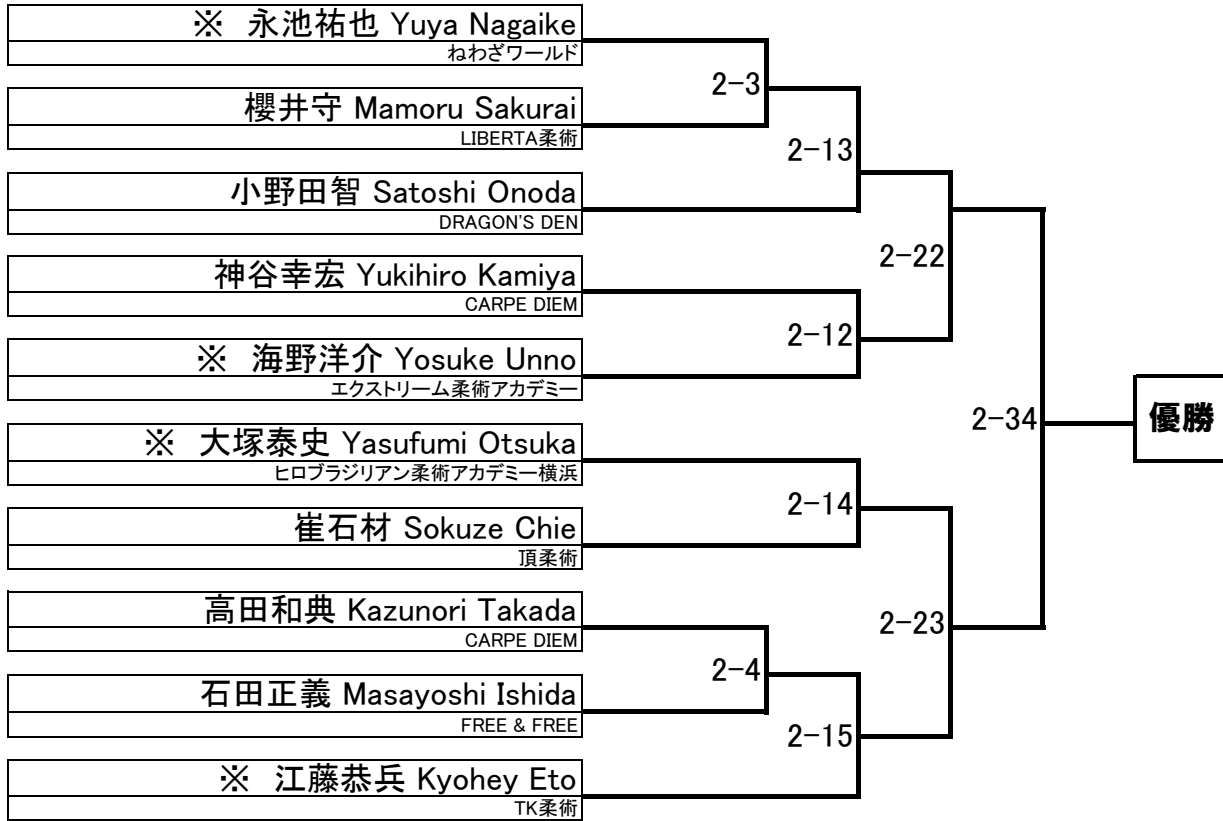 ※ 永池祐也 Yuya Nagaike
ねわざワールド
2-3
櫻井守 Mamoru Sakurai
LIBERTA柔術
2-13
小野田智 Satoshi Onoda
DRAGON'S DEN
2-22
神谷幸宏 Yukihiro Kamiya
CARPE DIEM
2-12
※ 海野洋介 Yosuke Unno
エクストリーム柔術アカデミー
2-34
優勝
※ 大塚泰史 Yasufumi Otsuka
ヒロブラジリアン柔術アカデミー横浜
2-14
崔石材 Sokuze Chie
頂柔術
高田和典 Kazunori Takada
CARPE DIEM
2-23
2-4
石田正義 Masayoshi Ishida
FREE & FREE
2-15
※ 江藤恭兵 Kyohey Eto
TK柔術